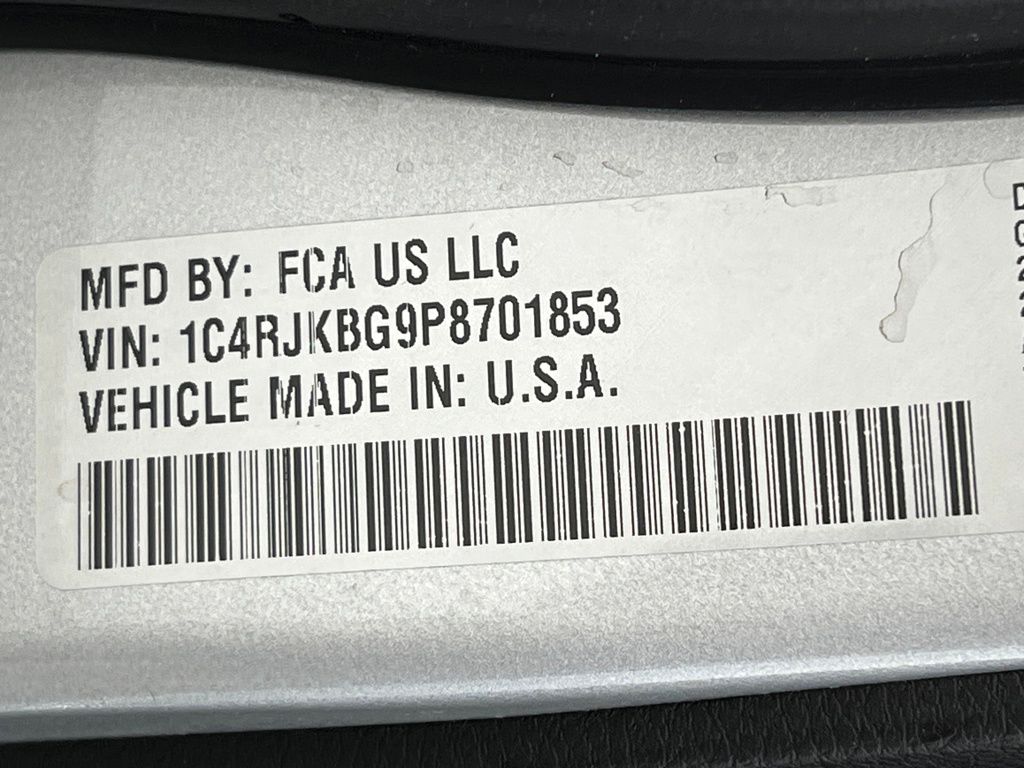 MFD BY: FCA US LLC
VIN: 1C4RJKBG9P8701853
VEHICLE MADE IN: U.S.A.